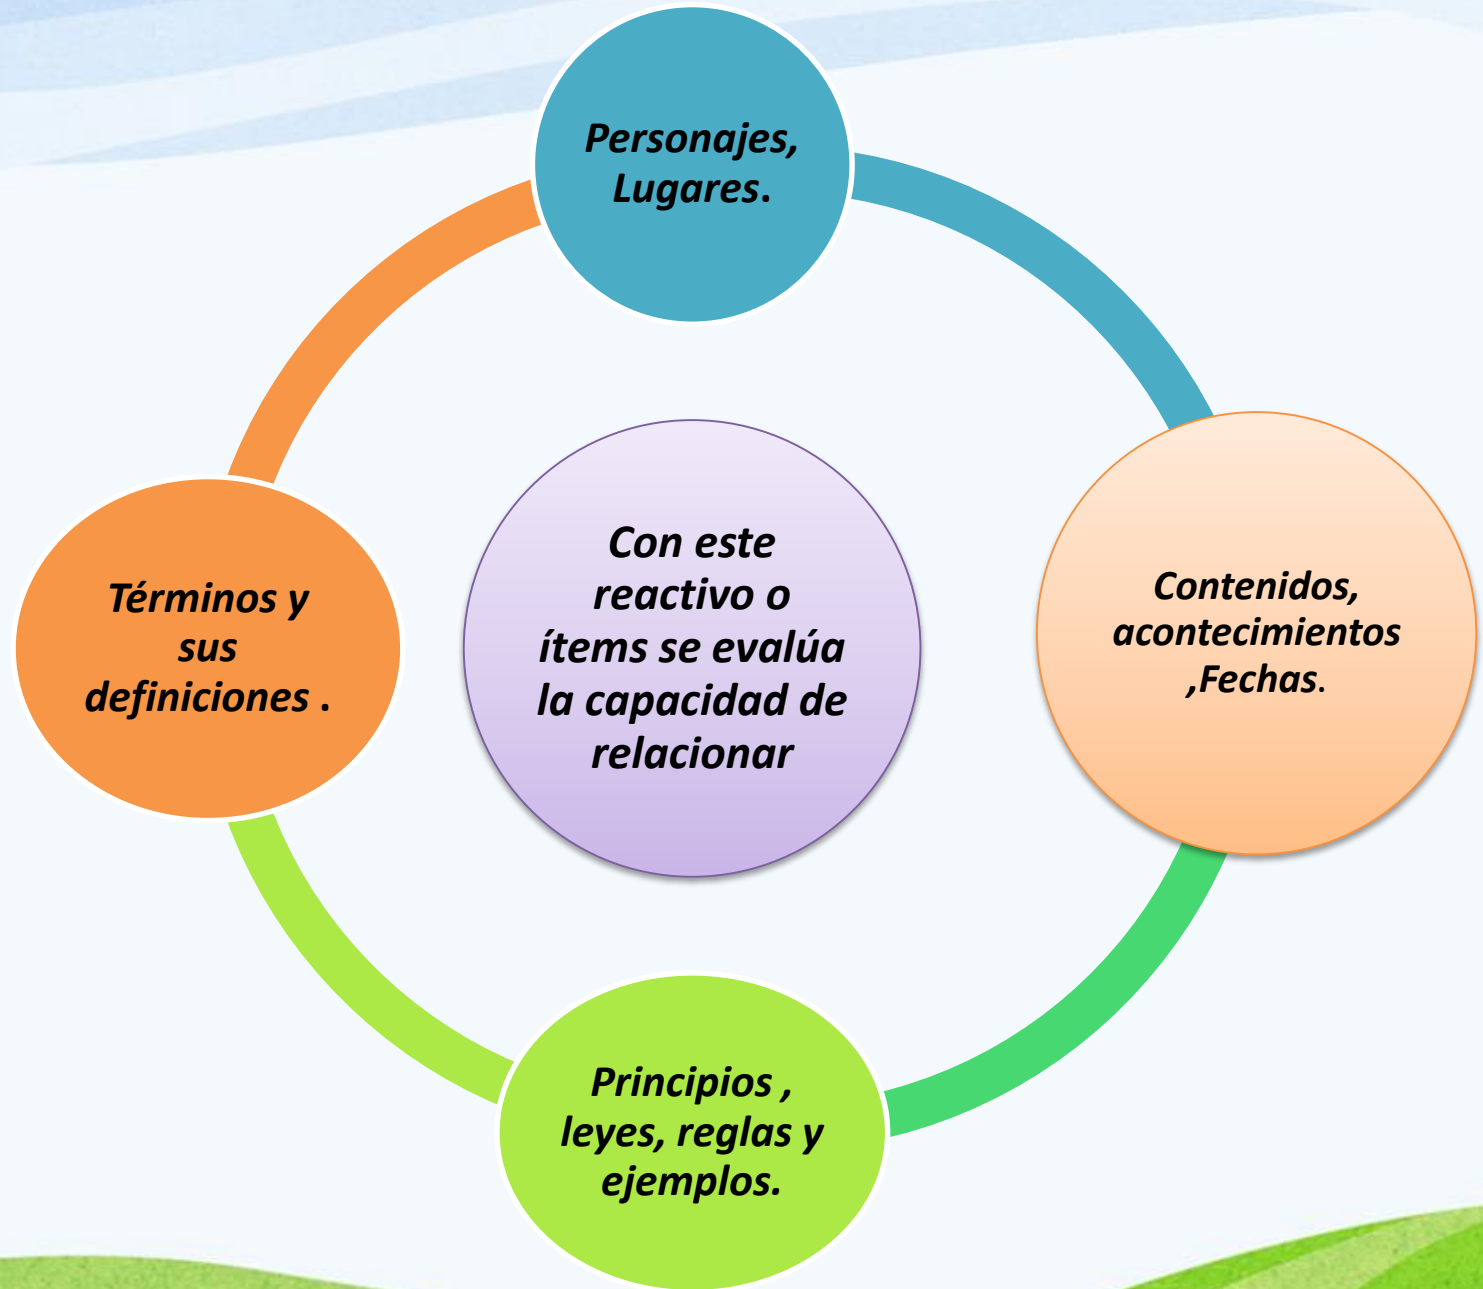 Personajes,
Lugares.
Con este
reactivo o
ítems se evalúa
la capacidad de
relacionar
Contenidos,
acontecimientos
,Fechas.
Términos y
sus
definiciones .
Principios ,
leyes, reglas y
ejemplos.